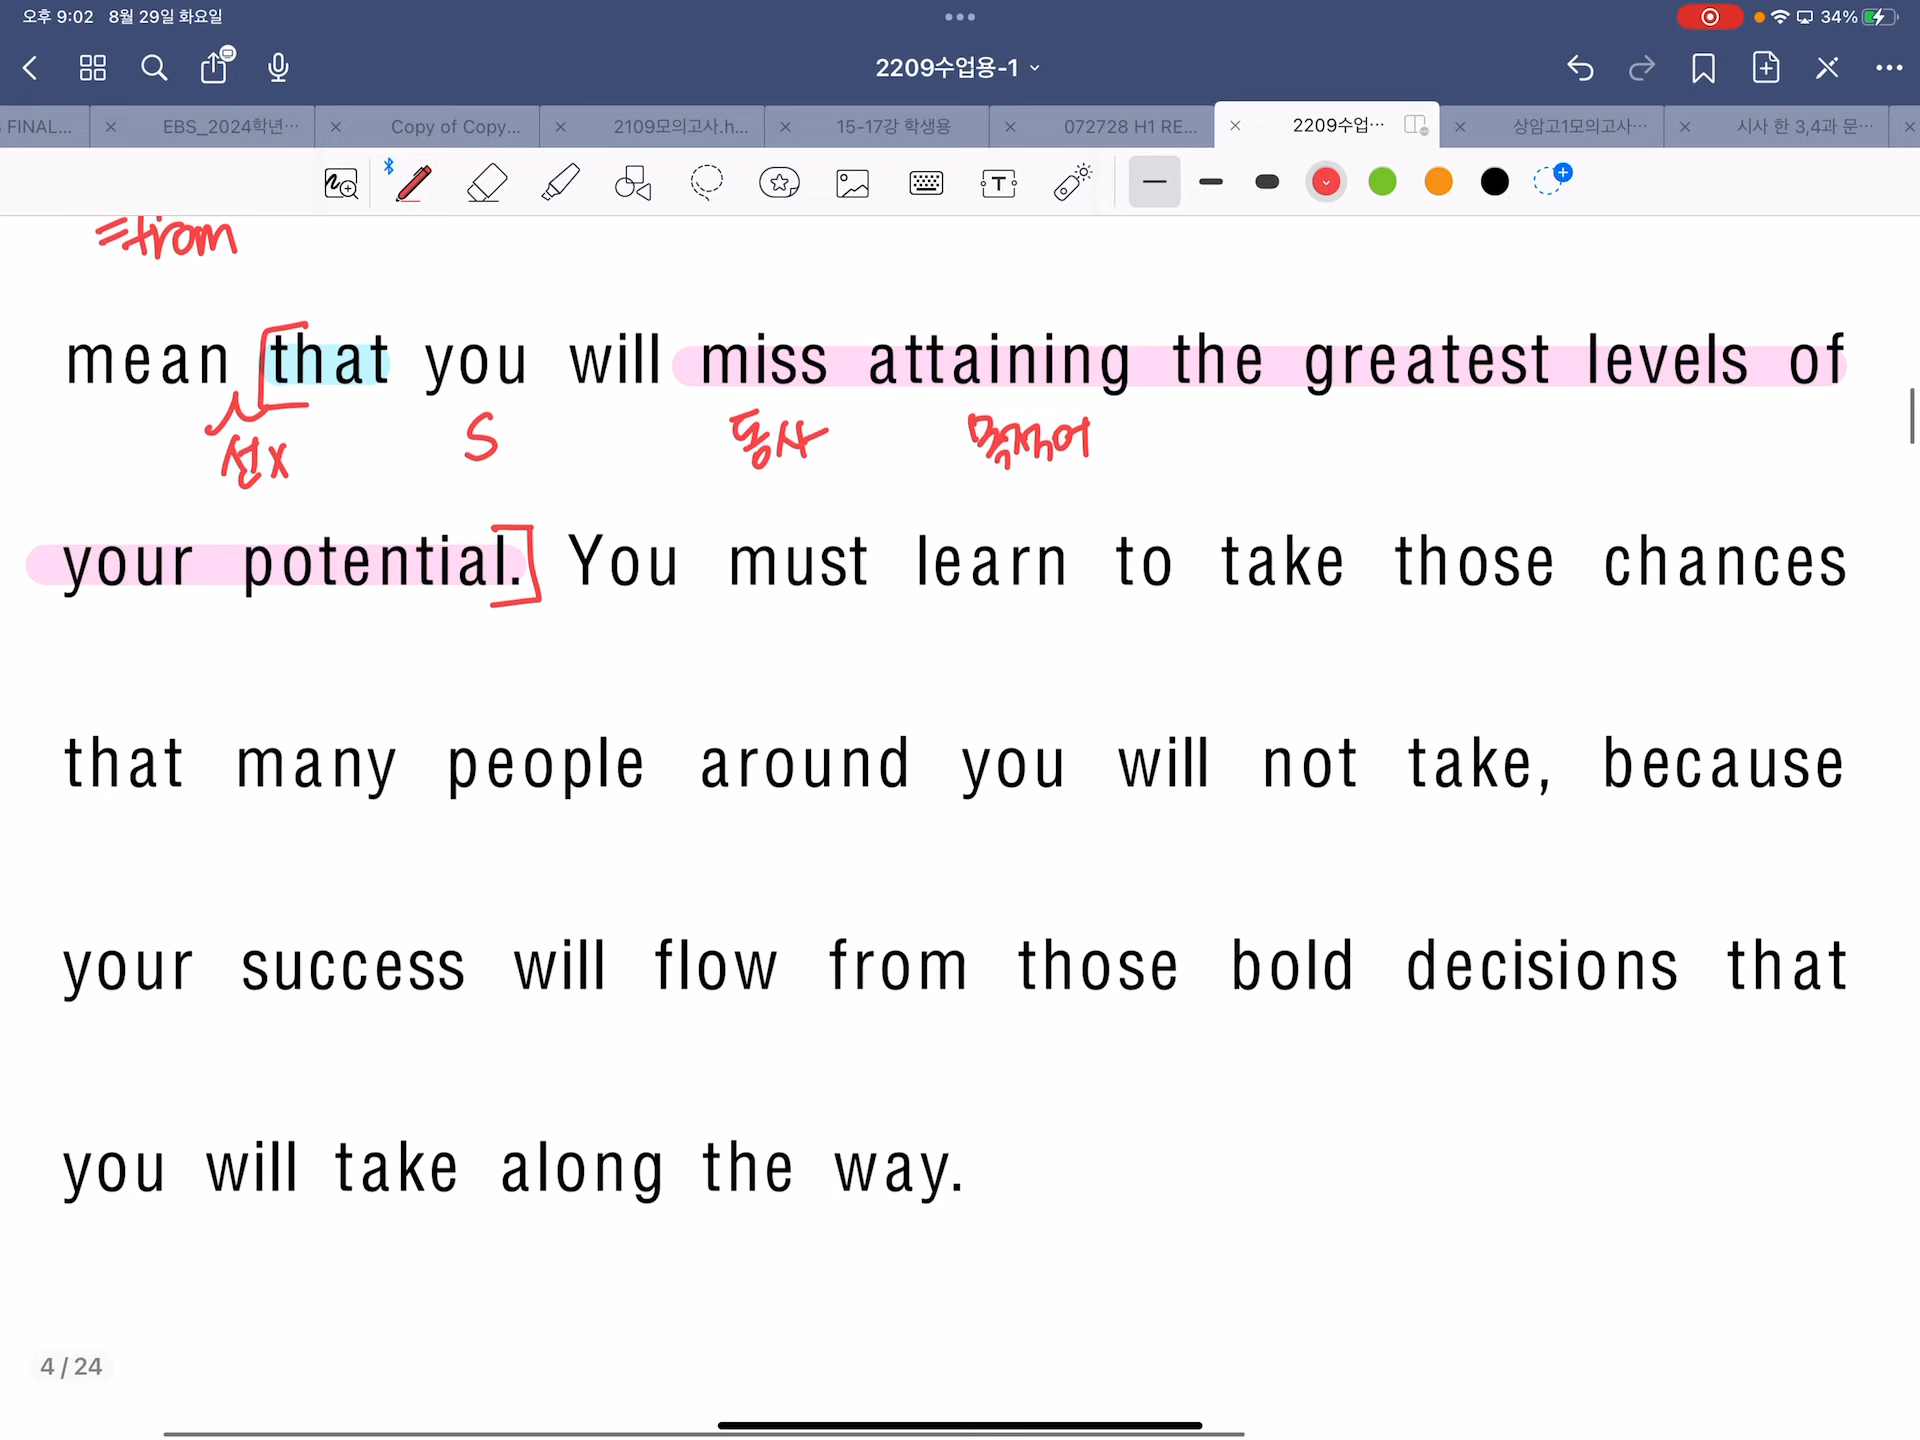 오후 9:02 8월 29일 화요일
34%
2209수업용-1
FINAL...
EBS_2024학년…
Copy of Copy...
2109모의고사.h...
15-17강 학생용
072728 H1 RE...
2209수업…
상암고1모의고사…
시사 한 3,4과 문…
=from
mean that you will miss attaining the greatest levels of
선x S 동사 목적어
your potential. You must learn to take those chances
that many people around you will not take, because
your success will flow from those bold decisions that
you will take along the way.
4 / 24